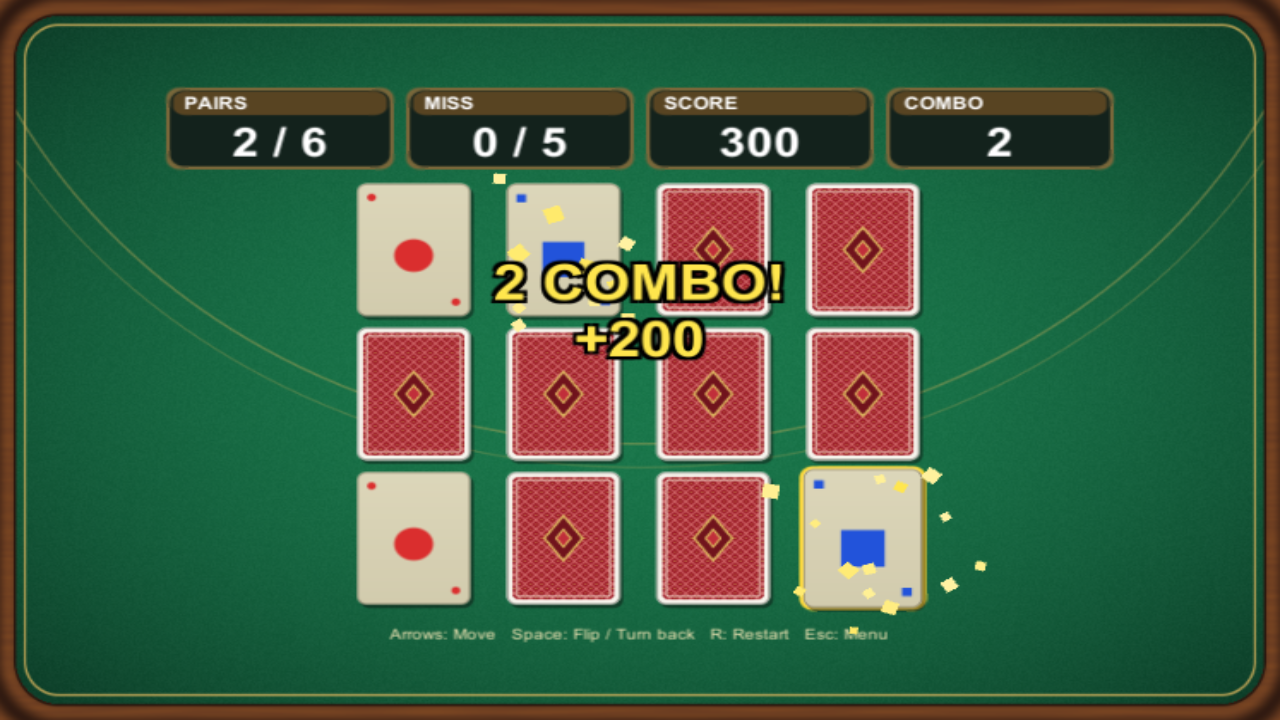 PAIRS MISS SCORE COMBO
2 / 6 0 / 5 300 2
2 COMBO!
+200
Arrows: Move Space: Flip / Turn back R: Restart Esc: Menu